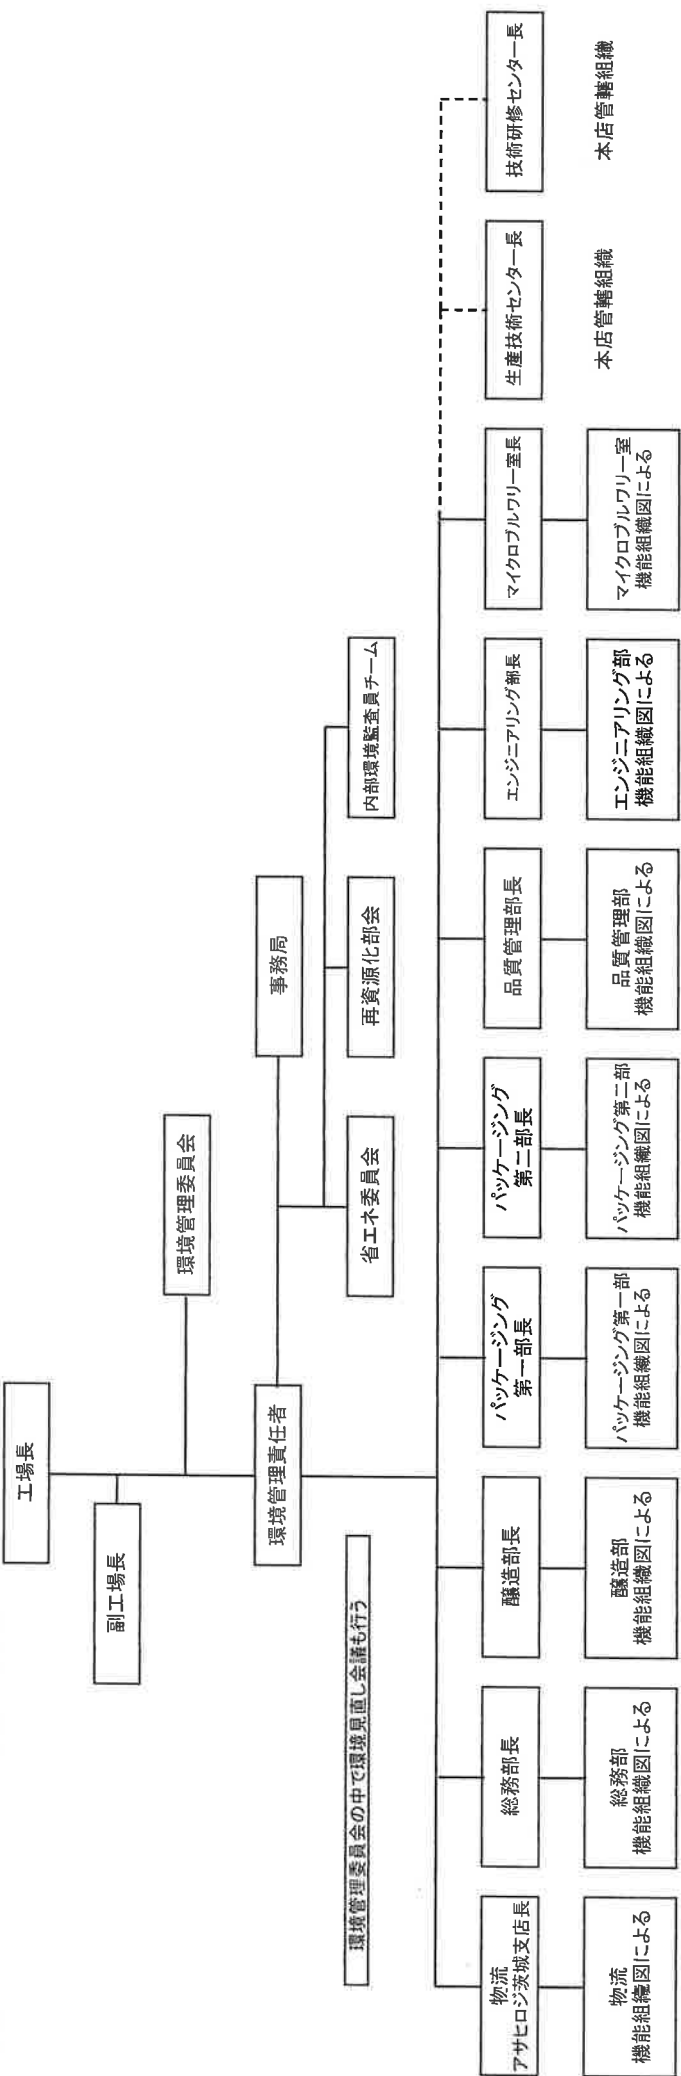 工場長
副工場長
環境管理委員会
環境管理責任者
事務局
環境管理委員会の中で環境見直し会議も行う
省エネ委員会
再資源化部会
内部環境監査員チーム
物流
アサヒロジ茨城支店長
総務部長
醸造部長
パッケージング
第一部長
パッケージング
第二部長
品質管理部長
エンジニアリング部長
マイクロブルワリー室長
生産技術センター長
技術研修センター長
物流
機能組織図による
総務部
機能組織図による
醸造部
機能組織図による
パッケージング第一部
機能組織図による
パッケージング第二部
機能組織図による
品質管理部
機能組織図による
エンジニアリング部
機能組織図による
マイクロブルワリー室
機能組織図による
本店管轄組織
本店管轄組織